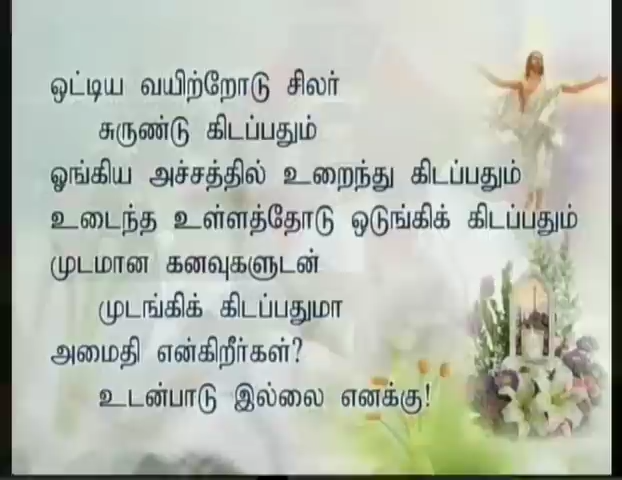 ஒட்டிய வயிற்றோடு சிலர்
சுருண்டு கிடப்பதும்
ஓங்கிய அச்சத்தில் உறைந்து கிடப்பதும்
உடைந்த உள்ளத்தோடு ஒடுங்கிக் கிடப்பதும்
முடமான கனவுகளுடன்
முடங்கிக் கிடப்பதுமா
அமைதி என்கிறீர்கள்?
உடன்பாடு இல்லை எனக்கு!